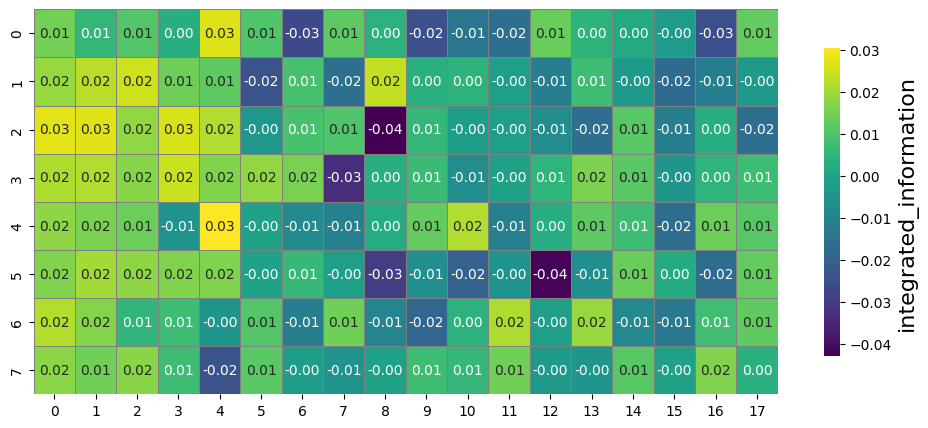 0 0.01 0.01 0.01 0.00 0.03 0.01 -0.03 0.01 0.00 -0.02 -0.01 -0.02 0.01 0.00 0.00 -0.00 -0.03 0.01
1 0.02 0.02 0.02 0.01 0.01 -0.02 0.01 -0.02 0.02 0.00 0.00 -0.00 -0.01 0.01 -0.00 -0.02 -0.01 -0.00
2 0.03 0.03 0.02 0.03 0.02 -0.00 0.01 0.01 -0.04 0.01 -0.00 -0.00 -0.01 -0.02 0.01 -0.01 0.00 -0.02
3 0.02 0.02 0.02 0.02 0.02 0.02 0.02 -0.03 0.00 0.01 -0.01 -0.00 0.01 0.02 0.01 -0.00 0.00 0.01
4 0.02 0.02 0.01 -0.01 0.03 -0.00 -0.01 -0.01 0.00 0.01 0.02 -0.01 0.00 0.01 0.01 -0.02 0.01 0.01
5 0.02 0.02 0.02 0.02 0.02 -0.00 0.01 -0.00 -0.03 -0.01 -0.02 -0.00 -0.04 -0.01 0.01 0.00 -0.02 0.01
6 0.02 0.02 0.01 0.01 -0.00 0.01 -0.01 0.01 -0.01 -0.02 0.00 0.02 -0.00 0.02 -0.01 -0.01 0.01 0.01
7 0.02 0.01 0.02 0.01 -0.02 0.01 -0.00 -0.01 -0.00 0.01 0.01 0.01 -0.00 -0.00 0.01 -0.00 0.02 0.00
0 1 2 3 4 5 6 7 8 9 10 11 12 13 14 15 16 17
0.03
0.02
0.01
0.00
−0.01
−0.02
−0.03
−0.04
integrated_information